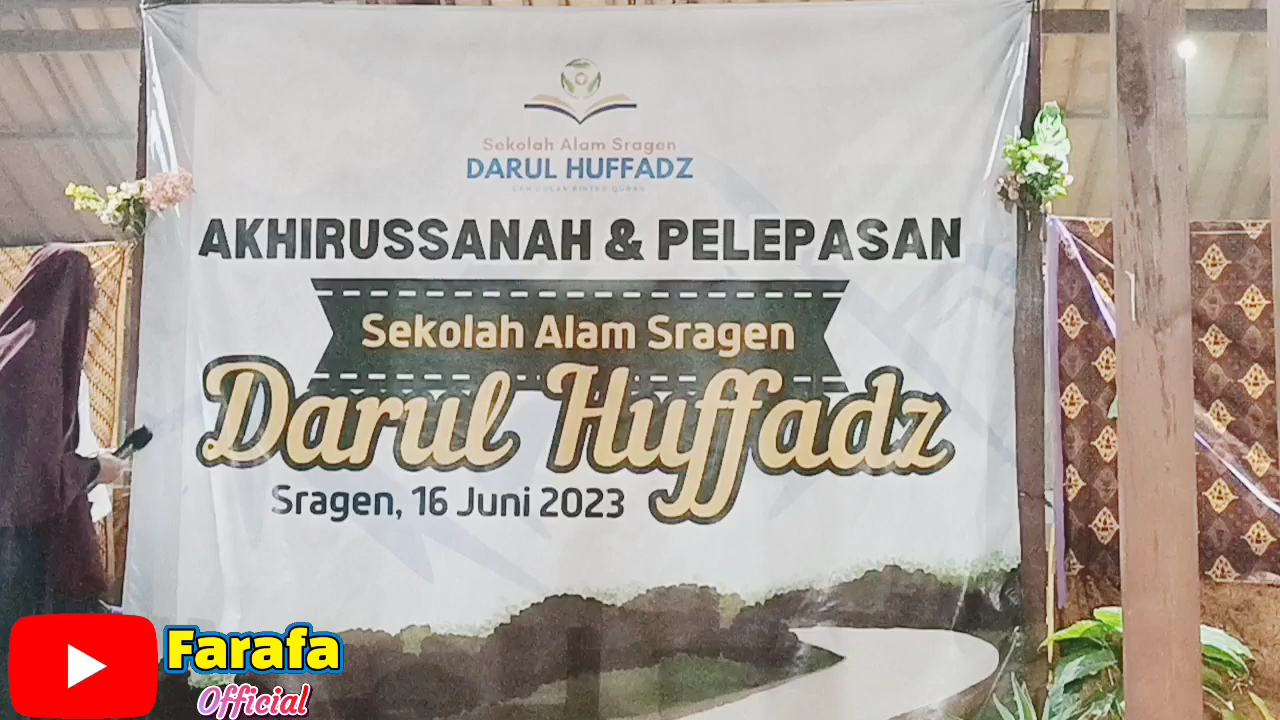 Sekolah Alam Sragen
DARUL HUFFADZ
AKHIRUSSANAH & PELEPASAN
Sekolah Alam Sragen
Darul Huffadz
Sragen, 16 Juni 2023
Farafa
Official